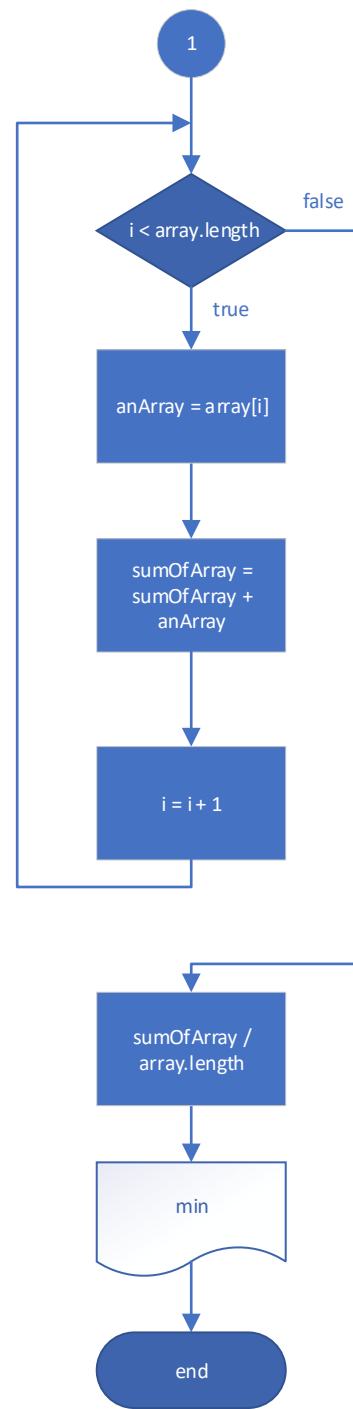 1
i < array.length
false
true
anArray = array[i]
sumOfArray =
sumOfArray +
anArray
i = i + 1
sumOfArray /
array.length
min
end